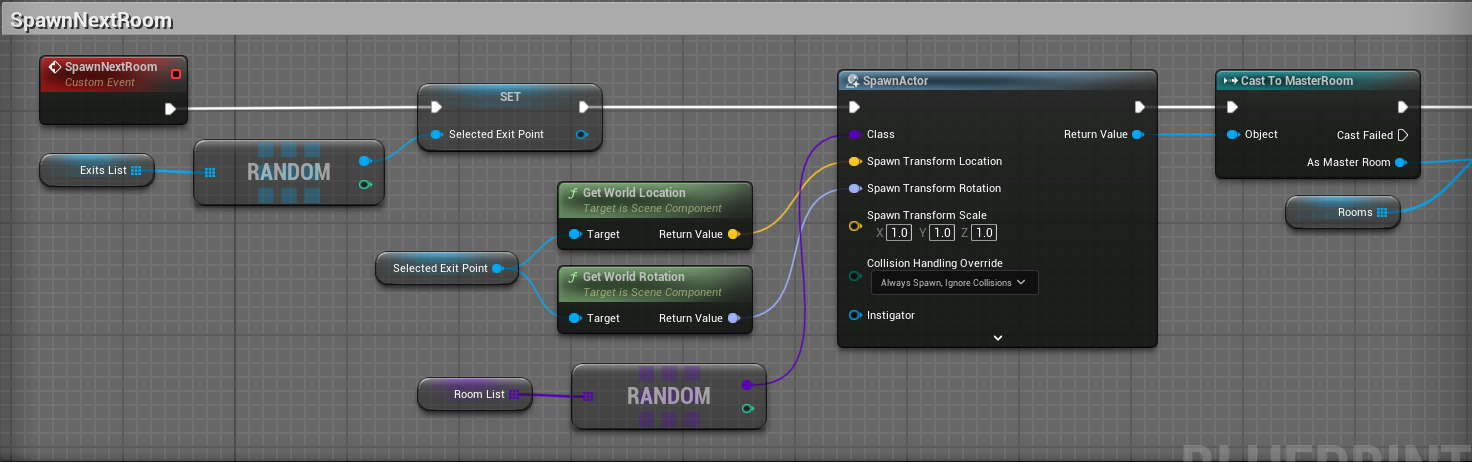 SpawnNextRoom
SpawnNextRoom
Custom Event
SET
Selected Exit Point
Exits List
RANDOM
Get World Location
Target is Scene Component
Target
Return Value
Selected Exit Point
Get World Rotation
Target is Scene Component
Target
Return Value
Room List
RANDOM
SpawnActor
Class
Return Value
Spawn Transform Location
Spawn Transform Rotation
Spawn Transform Scale
X 1.0 Y 1.0 Z 1.0
Collision Handling Override
Always Spawn, Ignore Collisions
Instigator
Cast To MasterRoom
Object
Cast Failed
As Master Room
Rooms
BLUEPRINT